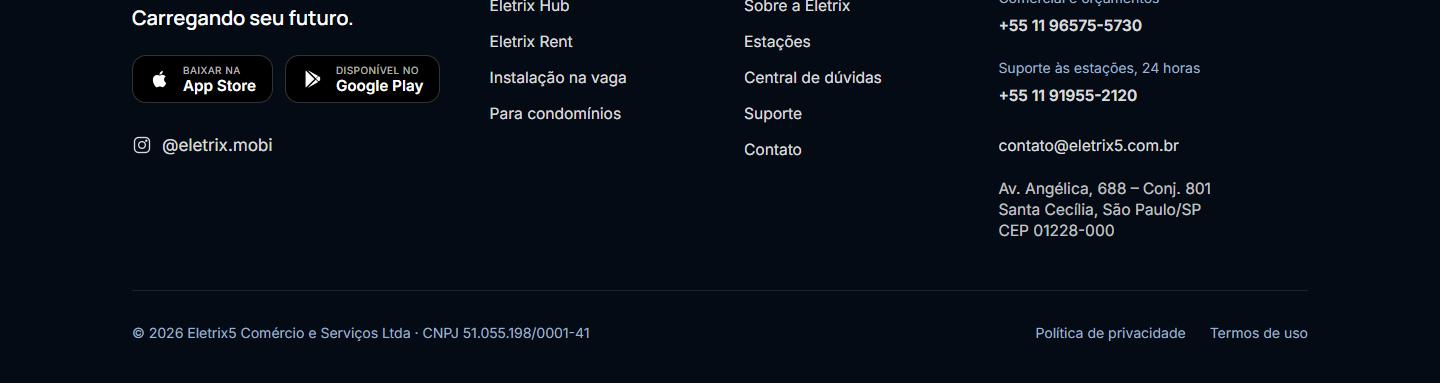 Carregando seu futuro.
BAIXAR NA
App Store
DISPONÍVEL NO
Google Play
@eletrix.mobi
Eletrix Hub
Eletrix Rent
Instalação na vaga
Para condomínios
Sobre a Eletrix
Estações
Central de dúvidas
Suporte
Contato
Comercial e orçamentos
+55 11 96575-5730
Suporte às estações, 24 horas
+55 11 91955-2120
contato@eletrix5.com.br
Av. Angélica, 688 – Conj. 801
Santa Cecília, São Paulo/SP
CEP 01228-000
© 2026 Eletrix5 Comércio e Serviços Ltda · CNPJ 51.055.198/0001-41
Política de privacidade
Termos de uso